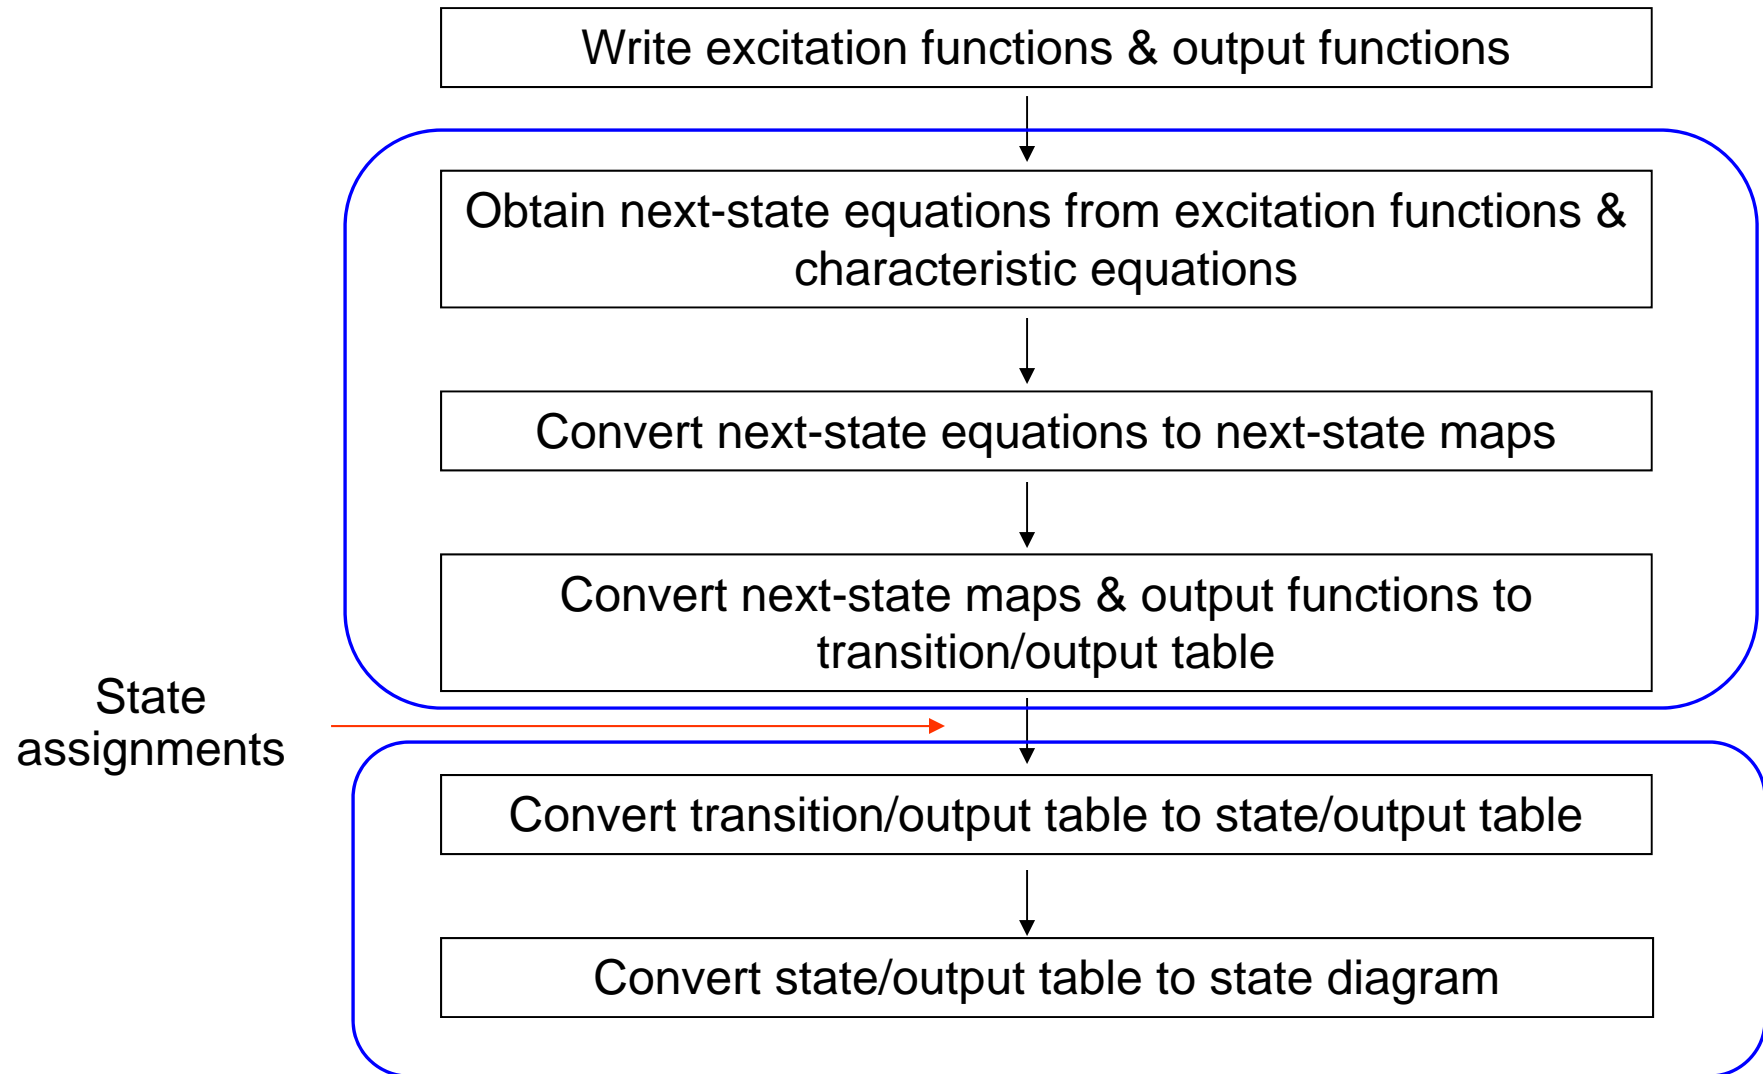 Write excitation functions & output functions
Obtain next-state equations from excitation functions &
characteristic equations
Convert next-state equations to next-state maps
Convert next-state maps & output functions to
transition/output table
State
assignments
Convert transition/output table to state/output table
Convert state/output table to state diagram